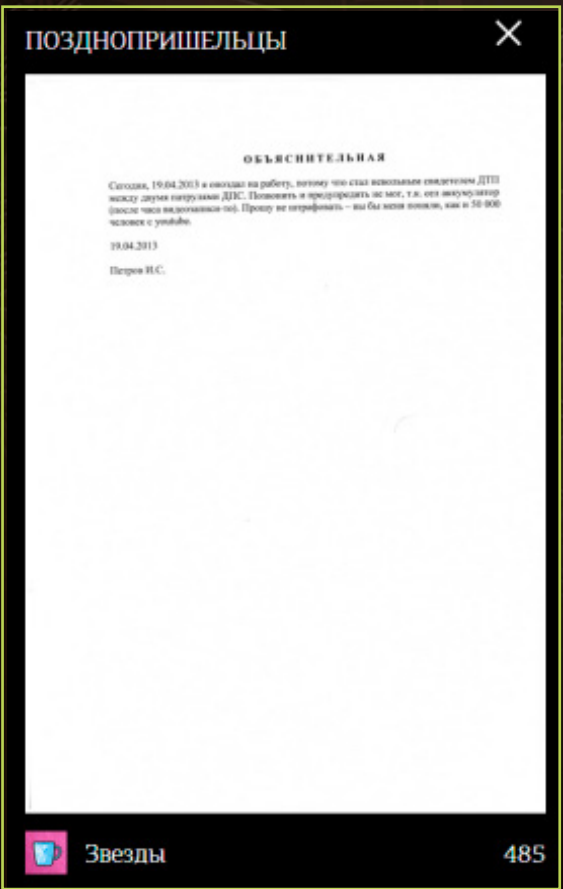 ПОЗДНОПРИШЕЛЬЦЫ
ОБЪЯСНИТЕЛЬНАЯ
Сегодня, 19.04.2013 я опоздал на работу, потому что стал невольным свидетелем ДТП
между двумя патрулами ДПС. Позвонить и предупредить не мог, т.к. сел аккумулятор
(после часа видеозаписи-то). Прошу не штрафовать – вы бы меня поняли, как и 50 000
человек с youtube.
19.04.2013
Петров И.С.
Звезды
485